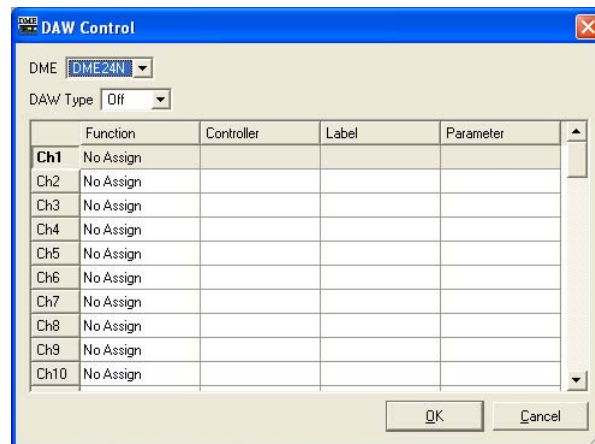 DME DAW Control
DME DME24N
DAW Type Off
Function Controller Label Parameter
Ch1 No Assign
Ch2 No Assign
Ch3 No Assign
Ch4 No Assign
Ch5 No Assign
Ch6 No Assign
Ch7 No Assign
Ch8 No Assign
Ch9 No Assign
Ch10 No Assign
OK Cancel